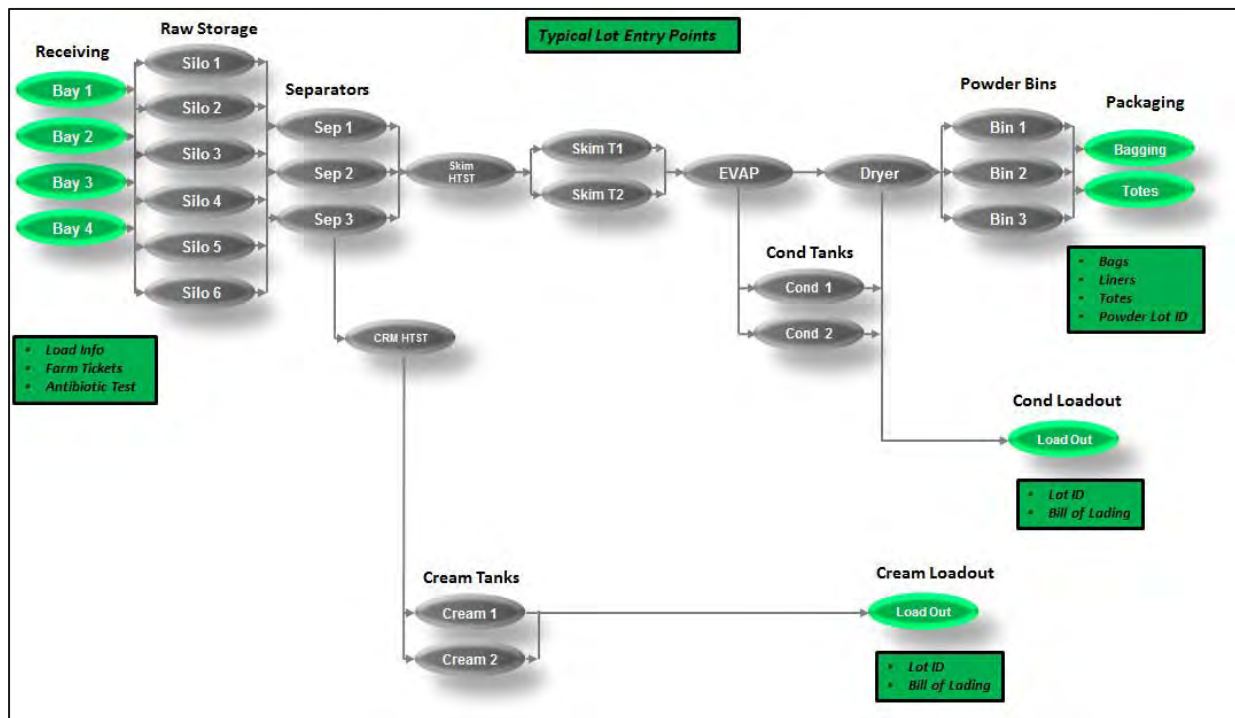 Typical Lot Entry Points
Receiving
Bay 1
Bay 2
Bay 3
Bay 4
Load Info
Farm Tickets
Antibiotic Test
Raw Storage
Silo 1
Silo 2
Silo 3
Silo 4
Silo 5
Silo 6
Separators
Sep 1
Sep 2
Sep 3
Skim
HTST
CRM HTST
Skim T1
Skim T2
EVAP
Dryer
Cond Tanks
Cond 1
Cond 2
Powder Bins
Bin 1
Bin 2
Bin 3
Packaging
Bagging
Totes
Bags
Liners
Totes
Powder Lot ID
Cond Loadout
Load Out
Lot ID
Bill of Lading
Cream Tanks
Cream 1
Cream 2
Cream Loadout
Load Out
Lot ID
Bill of Lading